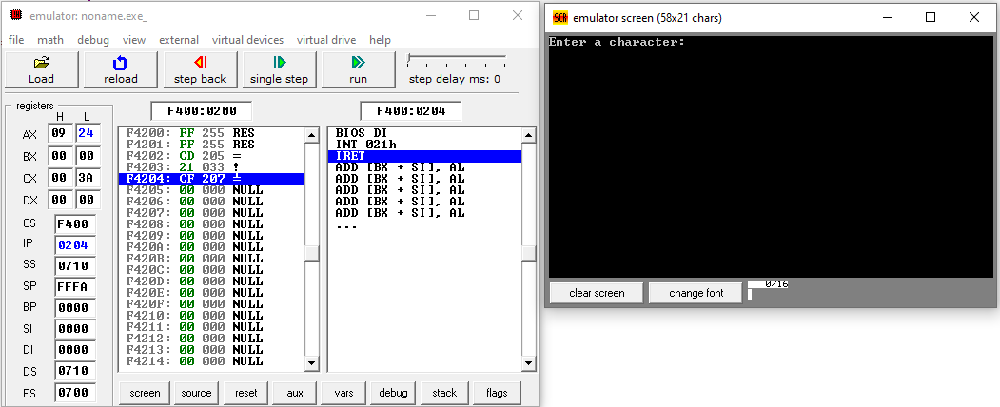 emulator: noname.exe_
file math debug view external virtual devices virtual drive help
Load reload step back single step run step delay ms: 0
registers
H L
AX 09 24
BX 00 00
CX 00 3A
DX 00 00
CS F400
IP 0204
SS 0710
SP FFFA
BP 0000
SI 0000
DI 0000
DS 0710
ES 0700
F400:0200
F4200: FF 255 RES
F4201: FF 255 RES
F4202: CD 205 =
F4203: 21 033 !
F4204: CF 207 ╧
F4205: 00 000 NULL
F4206: 00 000 NULL
F4207: 00 000 NULL
F4208: 00 000 NULL
F4209: 00 000 NULL
F420A: 00 000 NULL
F420B: 00 000 NULL
F420C: 00 000 NULL
F420D: 00 000 NULL
F420E: 00 000 NULL
F420F: 00 000 NULL
F4210: 00 000 NULL
F4211: 00 000 NULL
F4212: 00 000 NULL
F4213: 00 000 NULL
F4214: 00 000 NULL
F400:0204
BIOS DI
INT 021h
IRET
ADD [BX + SI], AL
ADD [BX + SI], AL
ADD [BX + SI], AL
ADD [BX + SI], AL
ADD [BX + SI], AL
...
screen source reset aux vars debug stack flags
SCR emulator screen (58x21 chars)
Enter a character:
clear screen change font 0/16